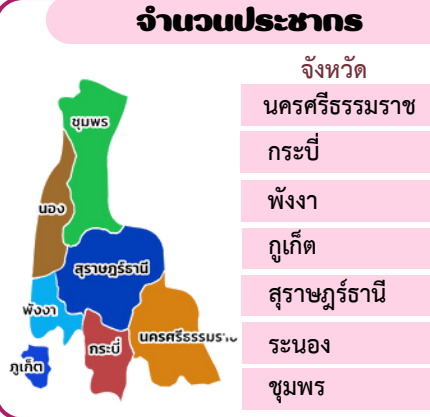 จำนวนประชากร
จังหวัด
นครศรีธรรมราช
กระบี่
พังงา
ภูเก็ต
สุราษฎร์ธานี
ระนอง
ชุมพร
ชุมพร
นอง
สุราษฎร์ธานี
พังงา
นครศรีธรรมรา
กระบี่
ภูเก็ต